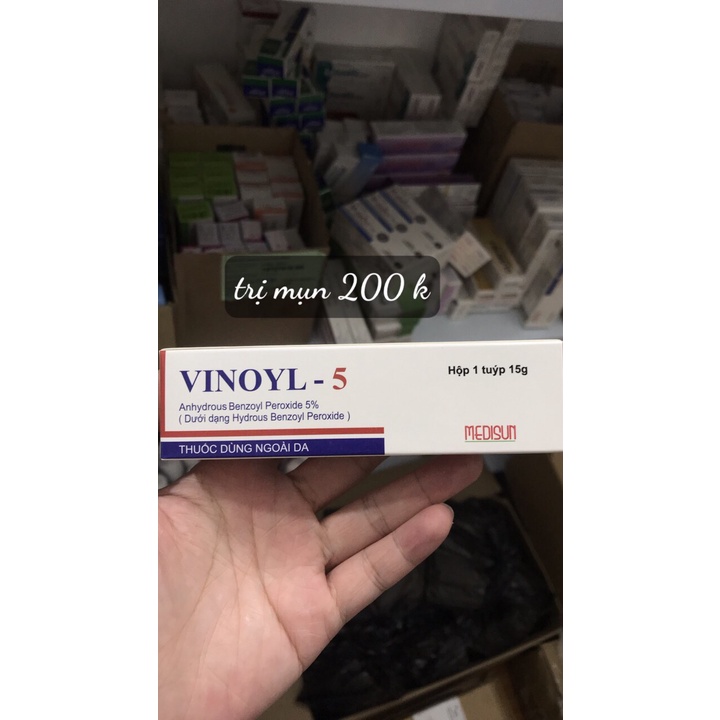 trị mụn 200 k
VINOYL - 5
Hộp 1 tuýp 15g
Anhydrous Benzoyl Peroxide 5%
( Dưới dạng Hydrous Benzoyl Peroxide )
MEDISUN
THUỐC DÙNG NGOÀI DA